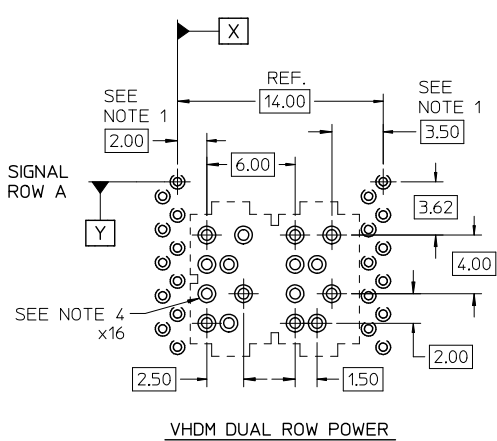 X
REF.
14.00
SEE
NOTE 1
2.00
SEE
NOTE 1
3.50
6.00
SIGNAL
ROW A
Y
3.62
4.00
SEE NOTE 4
x16
2.00
2.50
1.50
VHDM DUAL ROW POWER